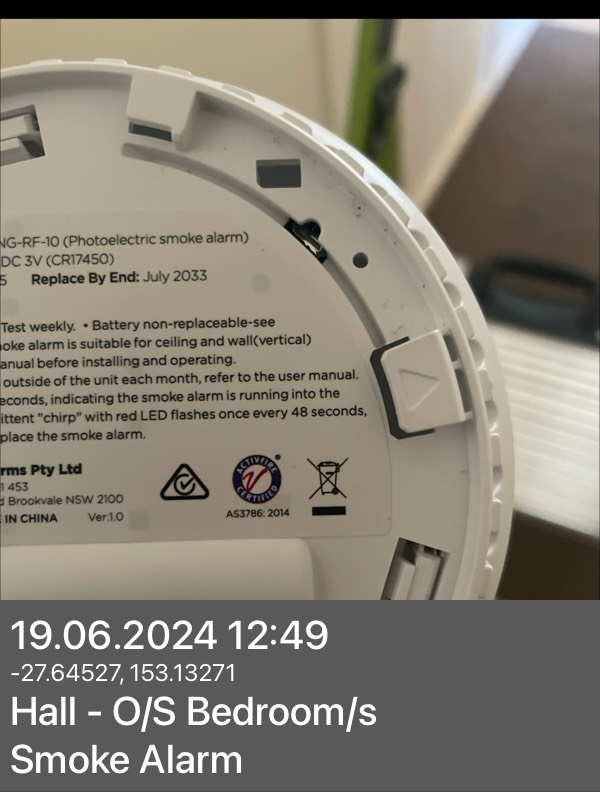 NG-RF-10 (Photoelectric smoke alarm)
DC 3V (CR17450)
5 Replace By End: July 2033
Test weekly. • Battery non-replaceable-see
oke alarm is suitable for ceiling and wall(vertical)
anual before installing and operating.
outside of the unit each month, refer to the user manual.
econds, indicating the smoke alarm is running into the
ittent "chirp" with red LED flashes once every 48 seconds,
place the smoke alarm.
rms Pty Ltd
1 453
d Brookvale NSW 2100
IN CHINA Ver:1.0
ACTIVFIRE
CERTIFIED
AS3786: 2014
19.06.2024 12:49
-27.64527, 153.13271
Hall - O/S Bedroom/s
Smoke Alarm